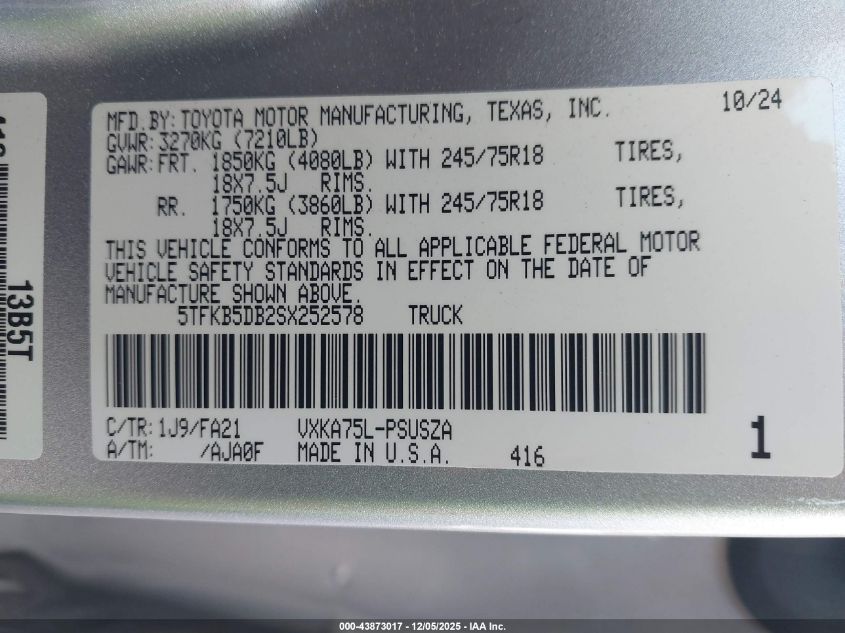 MFD.BY:TOYOTA MOTOR MANUFACTURING, TEXAS, INC. 10/24
GVWR:3270KG (7210LB)
GAWR:FRT. 1850KG (4080LB) WITH 245/75R18 TIRES,
18X7.5J RIMS.
RR. 1750KG (3860LB) WITH 245/75R18 TIRES,
18X7.5J RIMS.
THIS VEHICLE CONFORMS TO ALL APPLICABLE FEDERAL MOTOR
VEHICLE SAFETY STANDARDS IN EFFECT ON THE DATE OF
MANUFACTURE SHOWN ABOVE.
5TFKB5DB2SX252578 TRUCK
C/TR:1J9/FA21 VXKA75L-PSUSZA
A/TM: /AJA0F MADE IN U.S.A. 416
1
13B5T
000-43873017 - 12/05/2025 - IAA Inc.